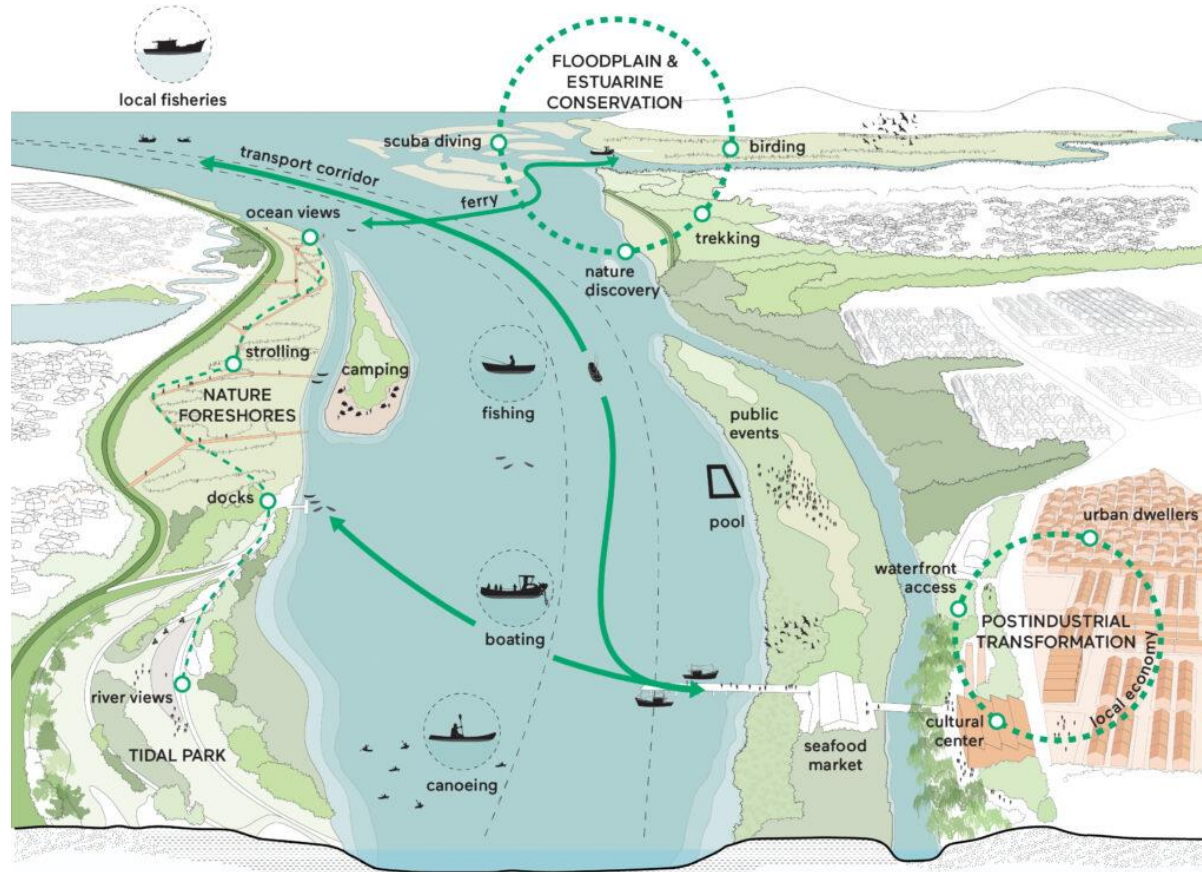 FLOODPLAIN &
ESTUARINE
CONSERVATION
local fisheries
scuba diving
birding
transport corridor
ferry
ocean views
trekking
nature
discovery
strolling
camping
NATURE
FORESHORES
fishing
public
events
docks
pool
urban dwellers
waterfront
access
boating
POSTINDUSTRIAL
TRANSFORMATION
local economy
river views
cultural
center
TIDAL PARK
seafood
market
canoeing